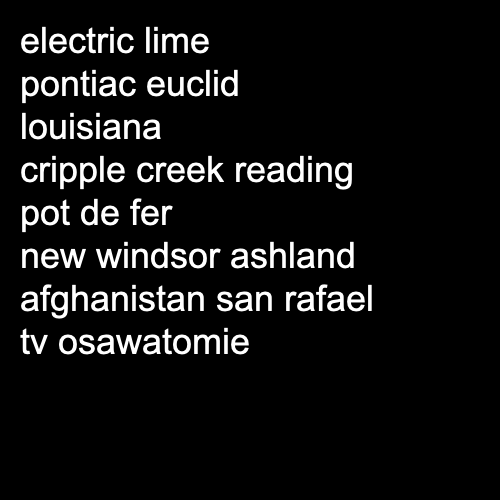 electric lime
pontiac euclid
louisiana
cripple creek reading
pot de fer
new windsor ashland
afghanistan san rafael
tv osawatomie